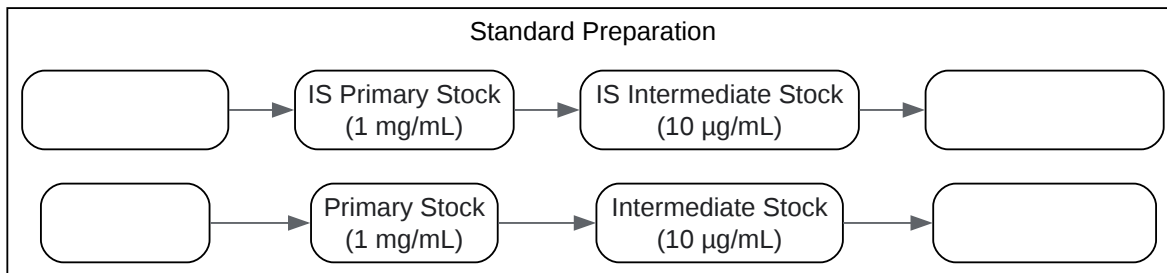 Standard Preparation
IS Primary Stock
(1 mg/mL)
IS Intermediate Stock
(10 µg/mL)
Primary Stock
(1 mg/mL)
Intermediate Stock
(10 µg/mL)